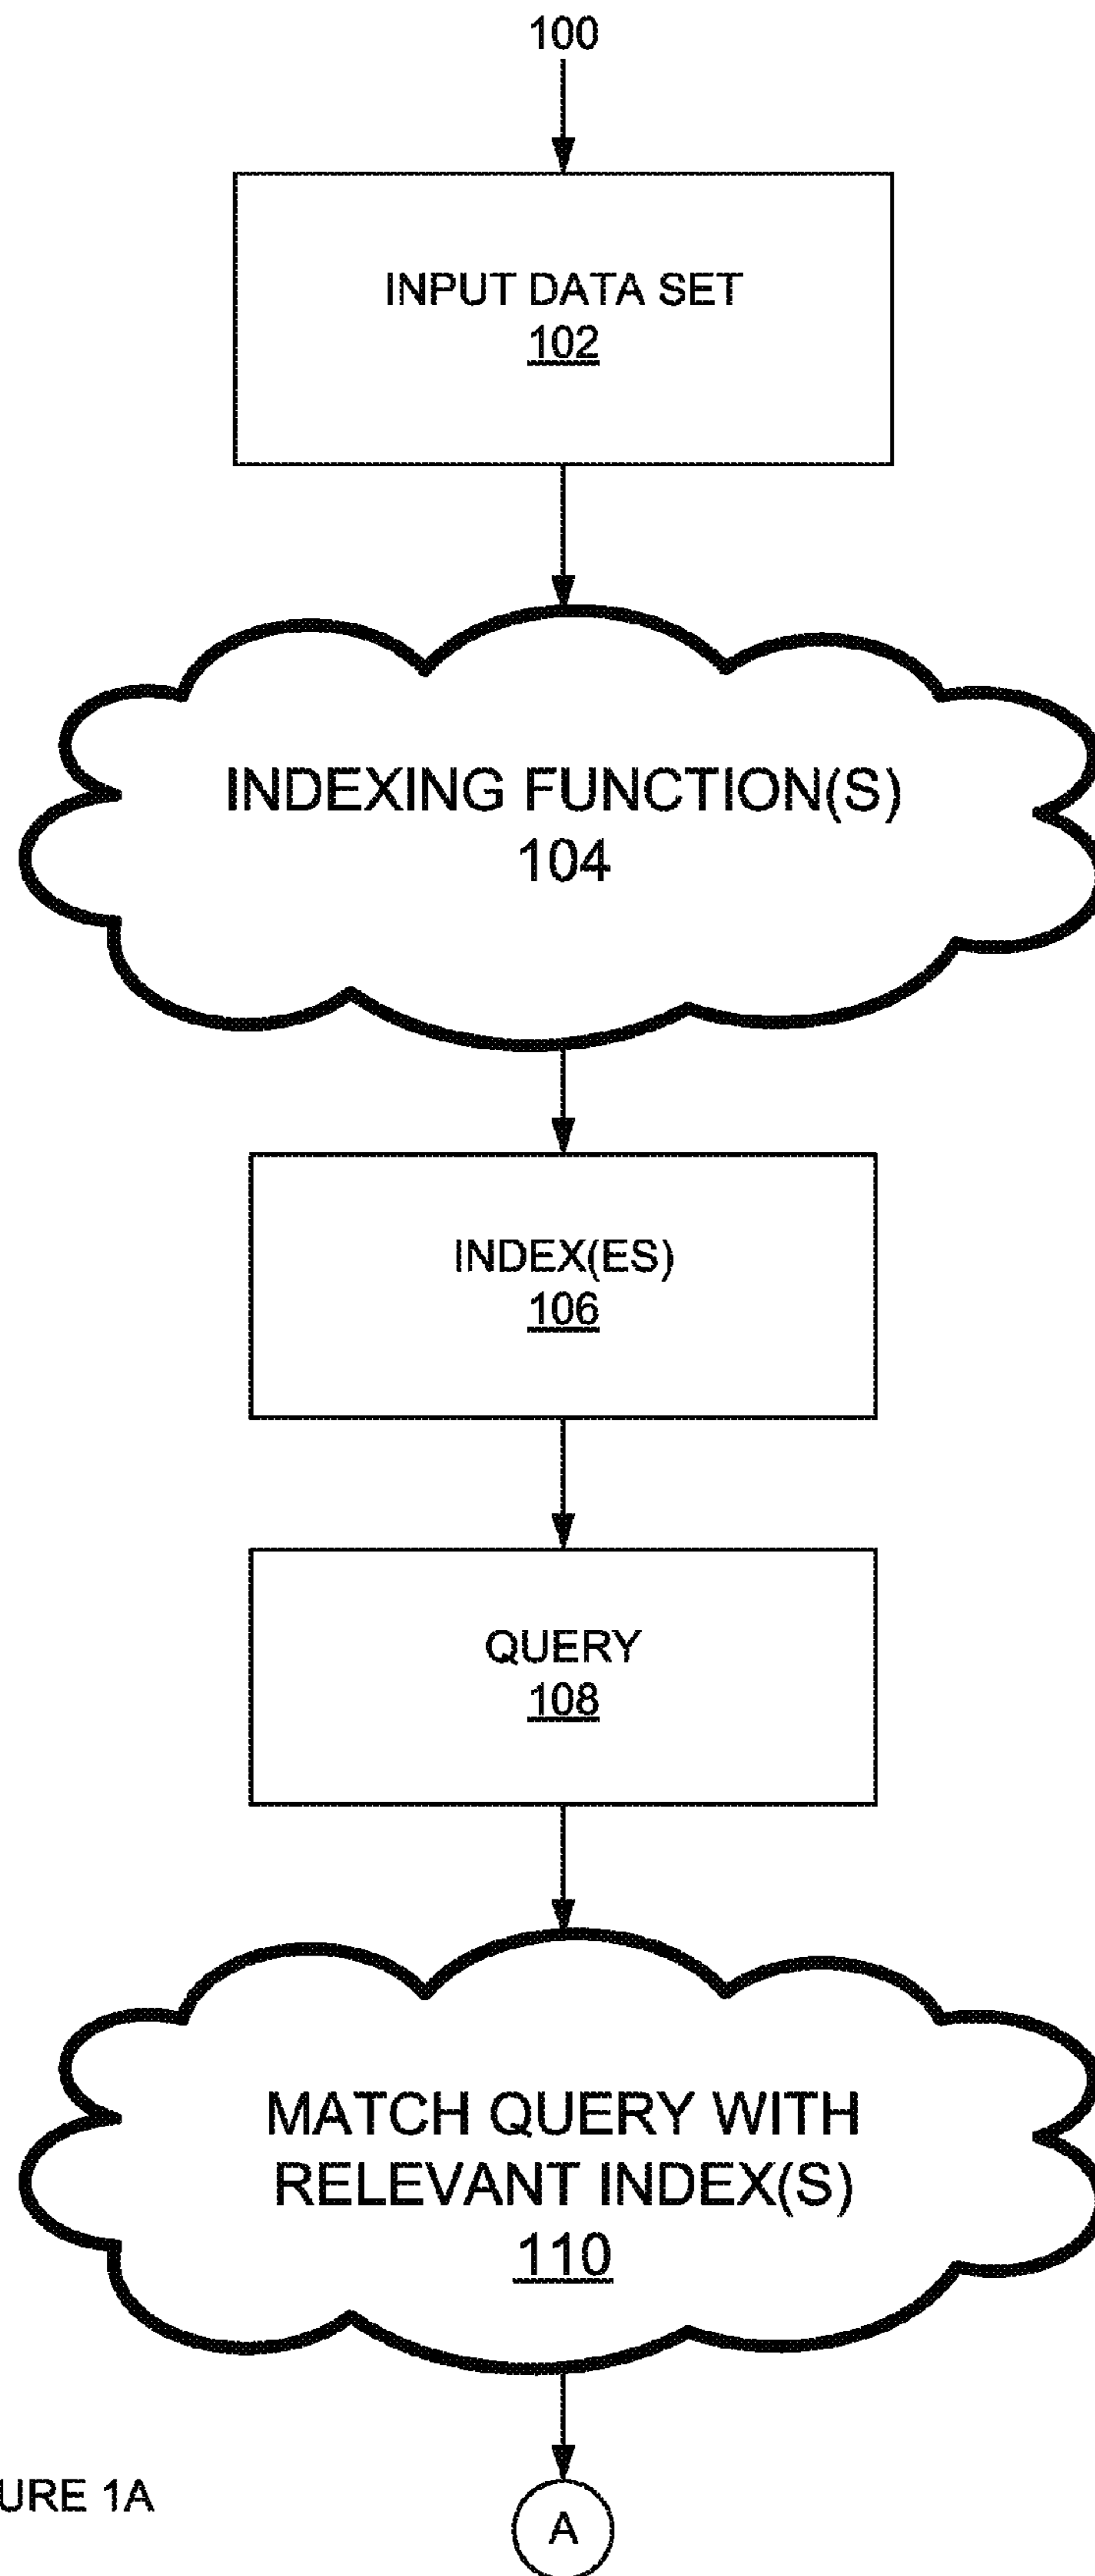 100
INPUT DATA SET
102
INDEXING FUNCTION(S)
104
INDEX(ES)
106
QUERY
108
MATCH QUERY WITH
RELEVANT INDEX(S)
110
URE 1A
A